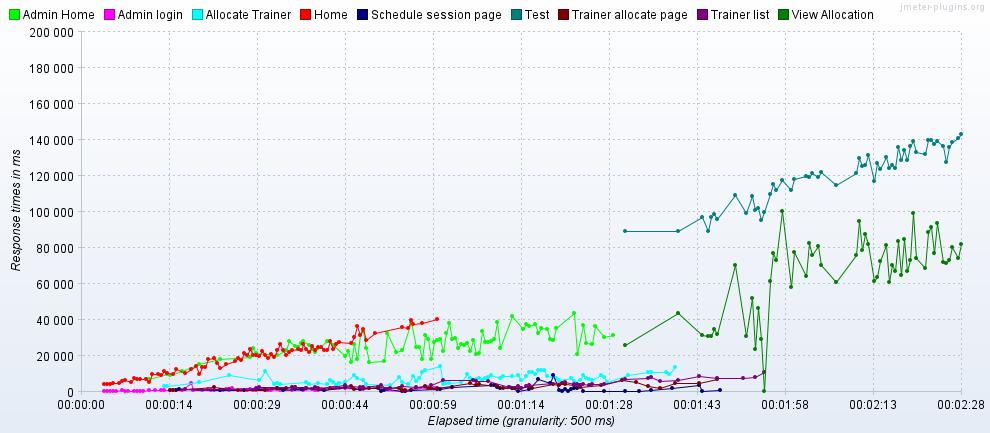 Admin Home Admin login Allocate Trainer Home Schedule session page Test Trainer allocate page Trainer list View Allocation
jmeter-plugins.org
200 000
180 000
160 000
140 000
120 000
100 000
80 000
60 000
40 000
20 000
0
Response times in ms
00:00:00 00:00:14 00:00:29 00:00:44 00:00:59 00:01:14 00:01:28 00:01:43 00:01:58 00:02:13 00:02:28
Elapsed time (granularity: 500 ms)